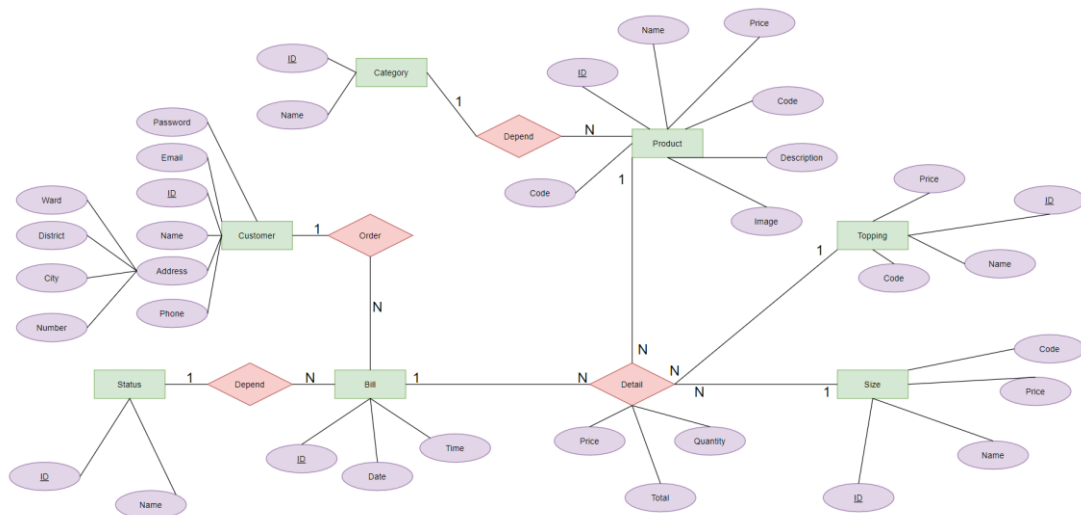 Price
Name
ID
Category
ID
Name
Code
Password
Depend
N
1
Product
Email
Description
Code
1
Price
ID
Ward
ID
Image
District
Name
Customer
1
Order
Topping
1
City
Address
Name
Code
Phone
Number
N
Code
N
N
Status
1
Depend
N
Bill
1
N
Detail
N
1
Size
Price
Time
Price
Quantity
ID
Name
ID
Date
Total
ID
Name